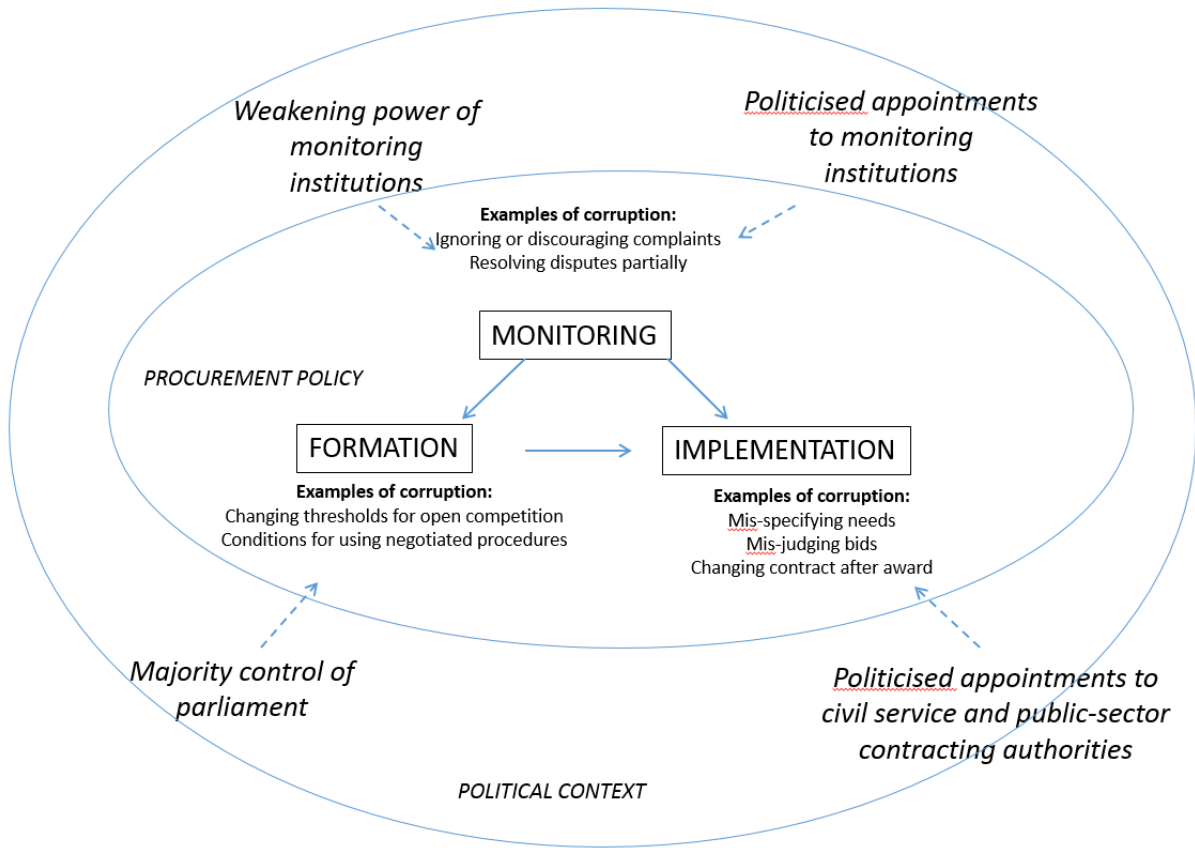 Weakening power of
monitoring
institutions
Politicised appointments
to monitoring
institutions
Examples of corruption:
Ignoring or discouraging complaints
Resolving disputes partially
MONITORING
PROCUREMENT POLICY
FORMATION
Examples of corruption:
Changing thresholds for open competition
Conditions for using negotiated procedures
IMPLEMENTATION
Examples of corruption:
Mis-specifying needs
Mis-judging bids
Changing contract after award
Majority control of
parliament
Politicised appointments to
civil service and public-sector
contracting authorities
POLITICAL CONTEXT